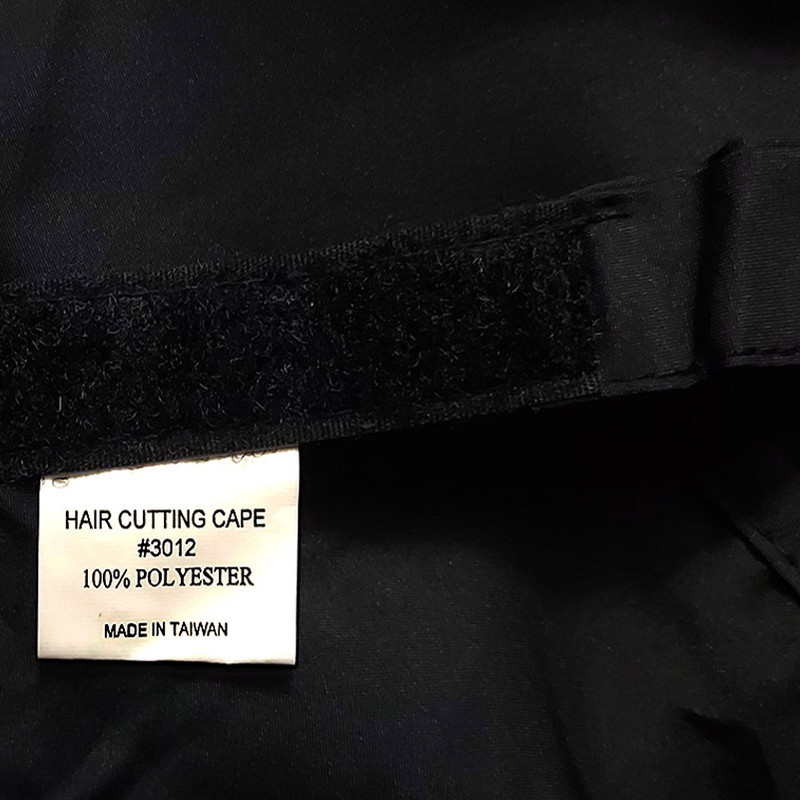 HAIR CUTTING CAPE
#3012
100% POLYESTER
MADE IN TAIWAN